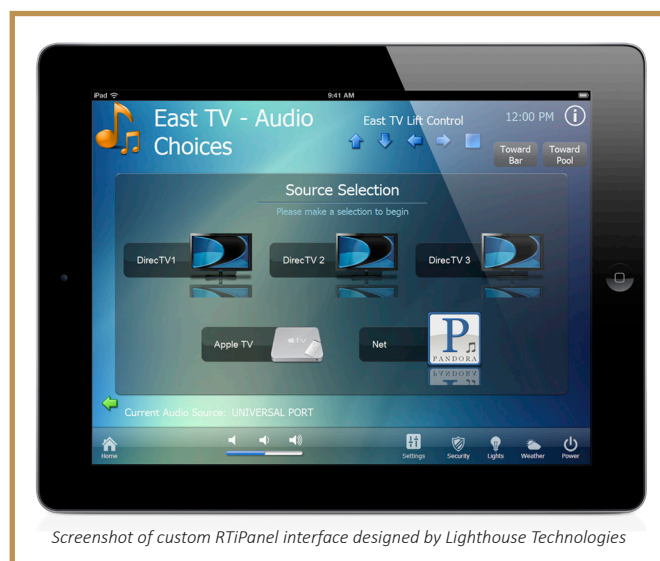 iPad
9:41 AM
East TV - Audio
Choices
East TV Lift Control
12:00 PM
i
Toward
Bar
Toward
Pool
Source Selection
Please make a selection to begin
DirecTV1
DirecTV 2
DirecTV 3
Apple TV
tv
Net
P
PANDORA
Current Audio Source: UNIVERSAL PORT
Home
Settings
Security
Lights
Weather
Power
Screenshot of custom RTiPanel interface designed by Lighthouse Technologies